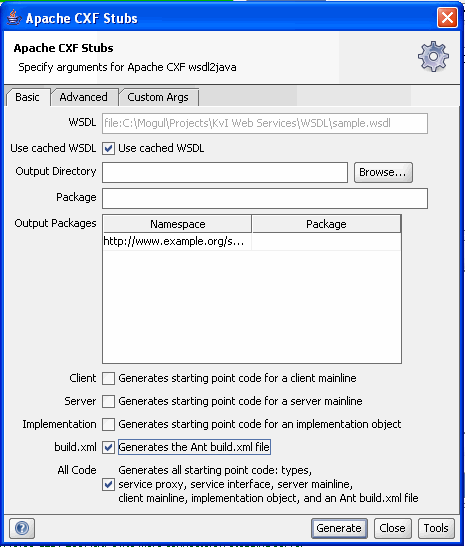 Apache CXF Stubs
Apache CXF Stubs
Specify arguments for Apache CXF wsdl2java
Basic Advanced Custom Args
WSDL file:C:\Mogul\Projects\KvI Web Services\WSDL\sample.wsdl
Use cached WSDL Use cached WSDL
Output Directory Browse...
Package
Output Packages Namespace Package
http://www.example.org/s...
Client Generates starting point code for a client mainline
Server Generates starting point code for a server mainline
Implementation Generates starting point code for an implementation object
build.xml Generates the Ant build.xml file
All Code Generates all starting point code: types,
service proxy, service interface, server mainline,
client mainline, implementation object, and an Ant build.xml file
? Generate Close Tools